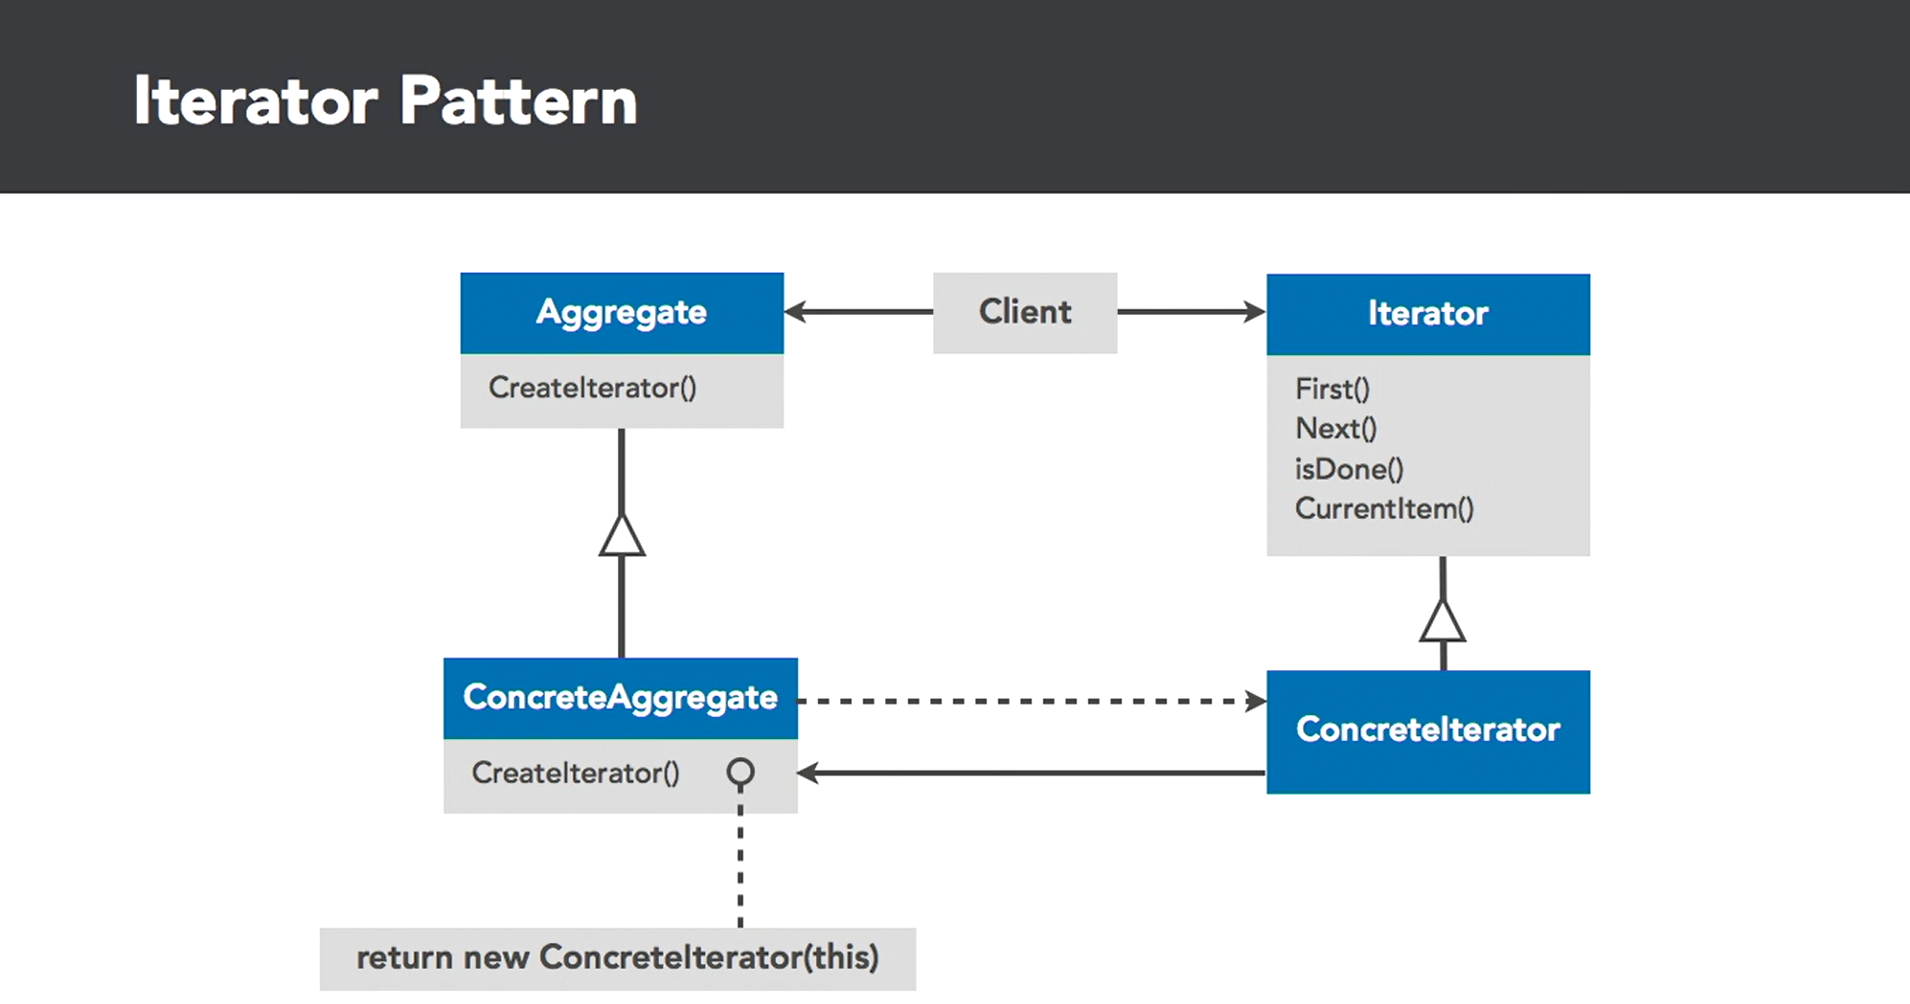 Iterator Pattern
Aggregate
Client
Iterator
CreateIterator()
First()
Next()
isDone()
CurrentItem()
ConcreteAggregate
ConcreteIterator
CreateIterator()
return new ConcreteIterator(this)